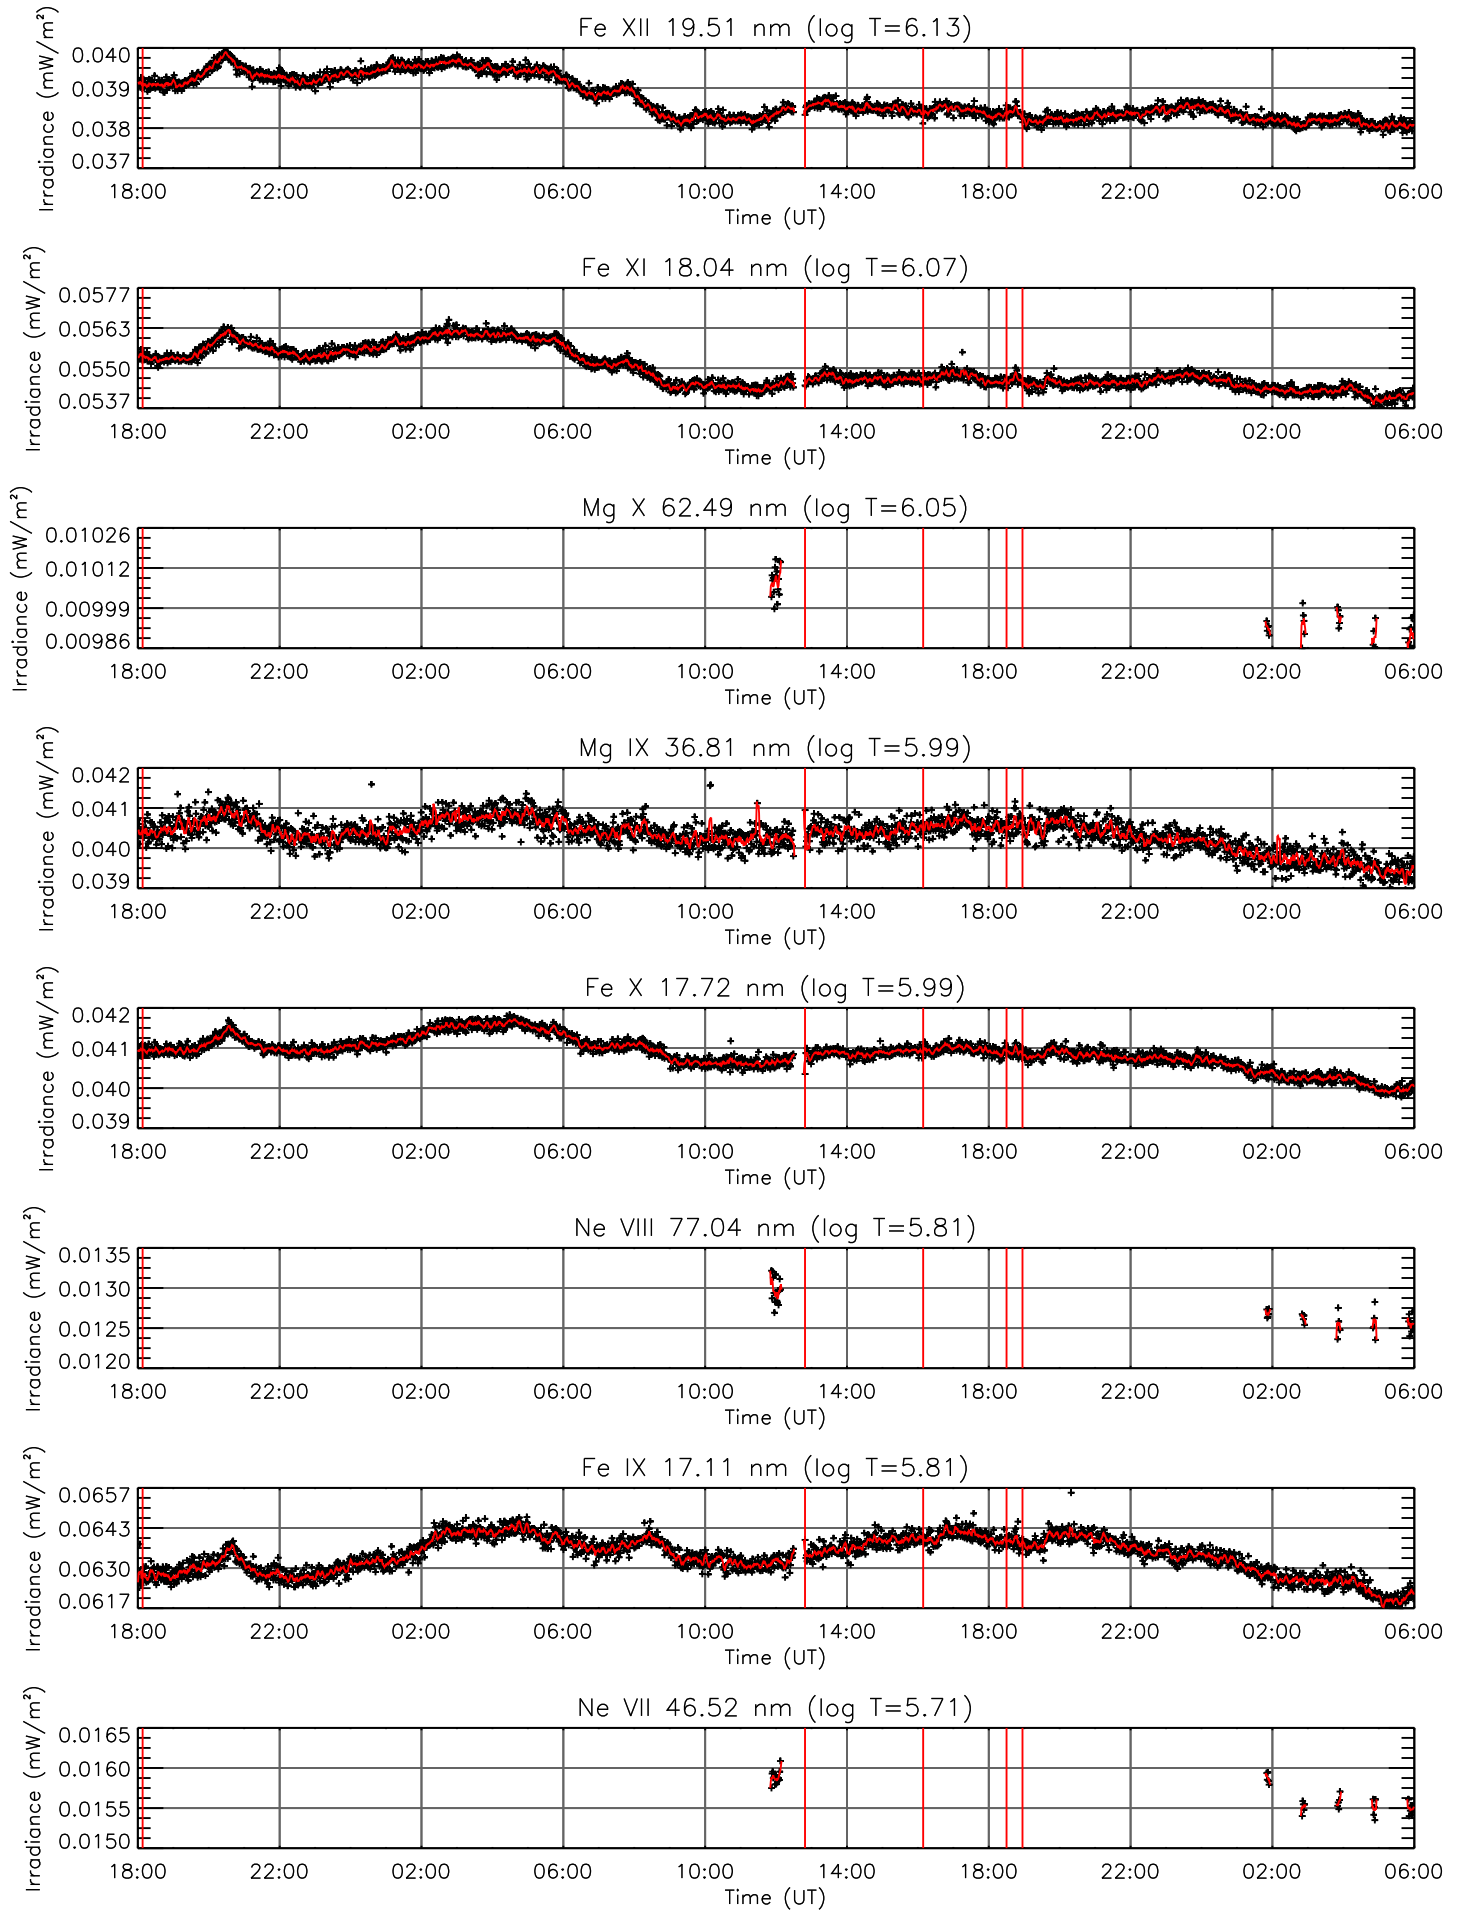 Fe XII 19.51 nm (log T=6.13)
Irradiance (mW/m²)
0.040
0.039
0.038
0.037
18:00 22:00 02:00 06:00 10:00 14:00 18:00 22:00 02:00 06:00
Time (UT)
Fe XI 18.04 nm (log T=6.07)
Irradiance (mW/m²)
0.0577
0.0563
0.0550
0.0537
18:00 22:00 02:00 06:00 10:00 14:00 18:00 22:00 02:00 06:00
Time (UT)
Mg X 62.49 nm (log T=6.05)
Irradiance (mW/m²)
0.01026
0.01012
0.00999
0.00986
18:00 22:00 02:00 06:00 10:00 14:00 18:00 22:00 02:00 06:00
Time (UT)
Mg IX 36.81 nm (log T=5.99)
Irradiance (mW/m²)
0.042
0.041
0.040
0.039
18:00 22:00 02:00 06:00 10:00 14:00 18:00 22:00 02:00 06:00
Time (UT)
Fe X 17.72 nm (log T=5.99)
Irradiance (mW/m²)
0.042
0.041
0.040
0.039
18:00 22:00 02:00 06:00 10:00 14:00 18:00 22:00 02:00 06:00
Time (UT)
Ne VIII 77.04 nm (log T=5.81)
Irradiance (mW/m²)
0.0135
0.0130
0.0125
0.0120
18:00 22:00 02:00 06:00 10:00 14:00 18:00 22:00 02:00 06:00
Time (UT)
Fe IX 17.11 nm (log T=5.81)
Irradiance (mW/m²)
0.0657
0.0643
0.0630
0.0617
18:00 22:00 02:00 06:00 10:00 14:00 18:00 22:00 02:00 06:00
Time (UT)
Ne VII 46.52 nm (log T=5.71)
Irradiance (mW/m²)
0.0165
0.0160
0.0155
0.0150
18:00 22:00 02:00 06:00 10:00 14:00 18:00 22:00 02:00 06:00
Time (UT)